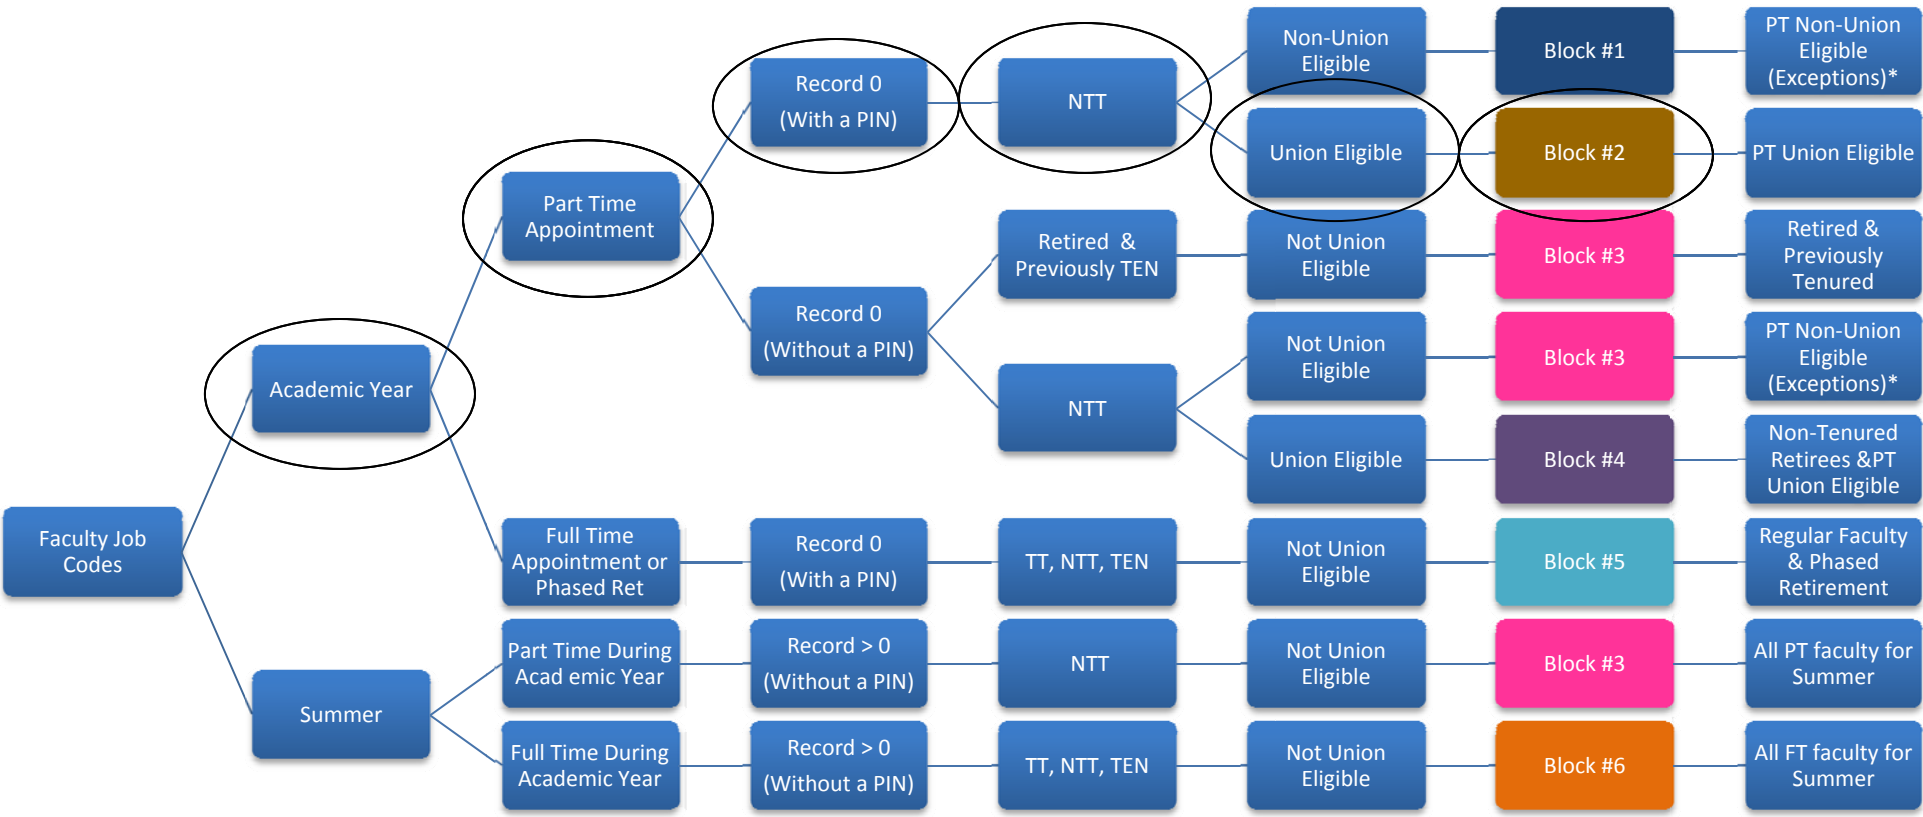 Faculty Job
Codes
Academic Year
Summer
Part Time
Appointment
Full Time
Appointment or
Phased Ret
Part Time During
Acad emic Year
Full Time During
Academic Year
Record 0
(With a PIN)
Record 0
(Without a PIN)
Record 0
(With a PIN)
Record > 0
(Without a PIN)
Record > 0
(Without a PIN)
NTT
Retired &
Previously TEN
NTT
TT, NTT, TEN
NTT
TT, NTT, TEN
Non-Union
Eligible
Union Eligible
Not Union
Eligible
Not Union
Eligible
Union Eligible
Not Union
Eligible
Not Union
Eligible
Not Union
Eligible
Block #1
Block #2
Block #3
Block #3
Block #4
Block #5
Block #3
Block #6
PT Non-Union
Eligible
(Exceptions)*
PT Union Eligible
Retired &
Previously
Tenured
PT Non-Union
Eligible
(Exceptions)*
Non-Tenured
Retirees &PT
Union Eligible
Regular Faculty
& Phased
Retirement
All PT faculty for
Summer
All FT faculty for
Summer